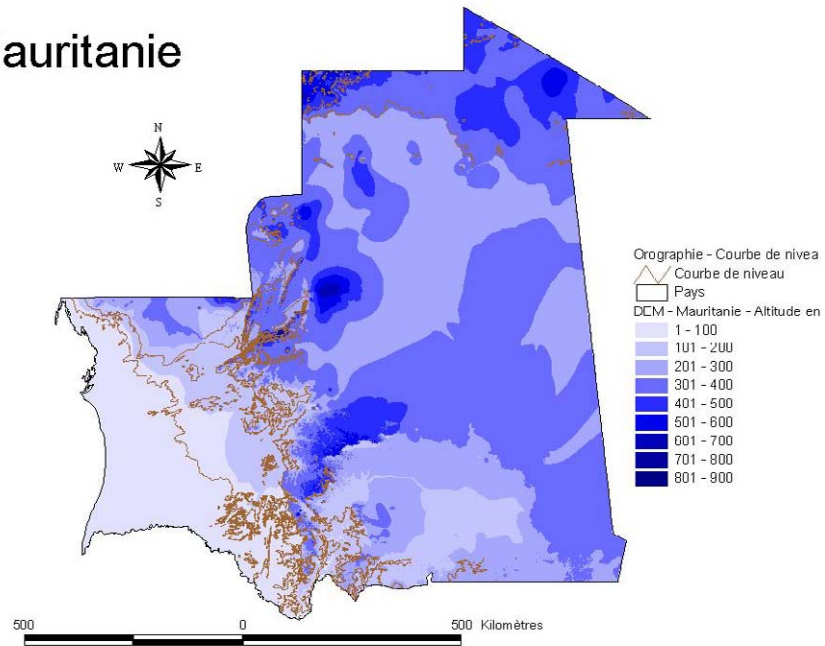 auritanie
N
W E
S
Orographie - Courbe de nivea
Courbe de niveau
Pays
DEM - Mauritanie - Altitude en
1 - 100
101 - 200
201 - 300
301 - 400
401 - 500
501 - 600
601 - 700
701 - 800
801 - 900
500 0 500 Kilomètres